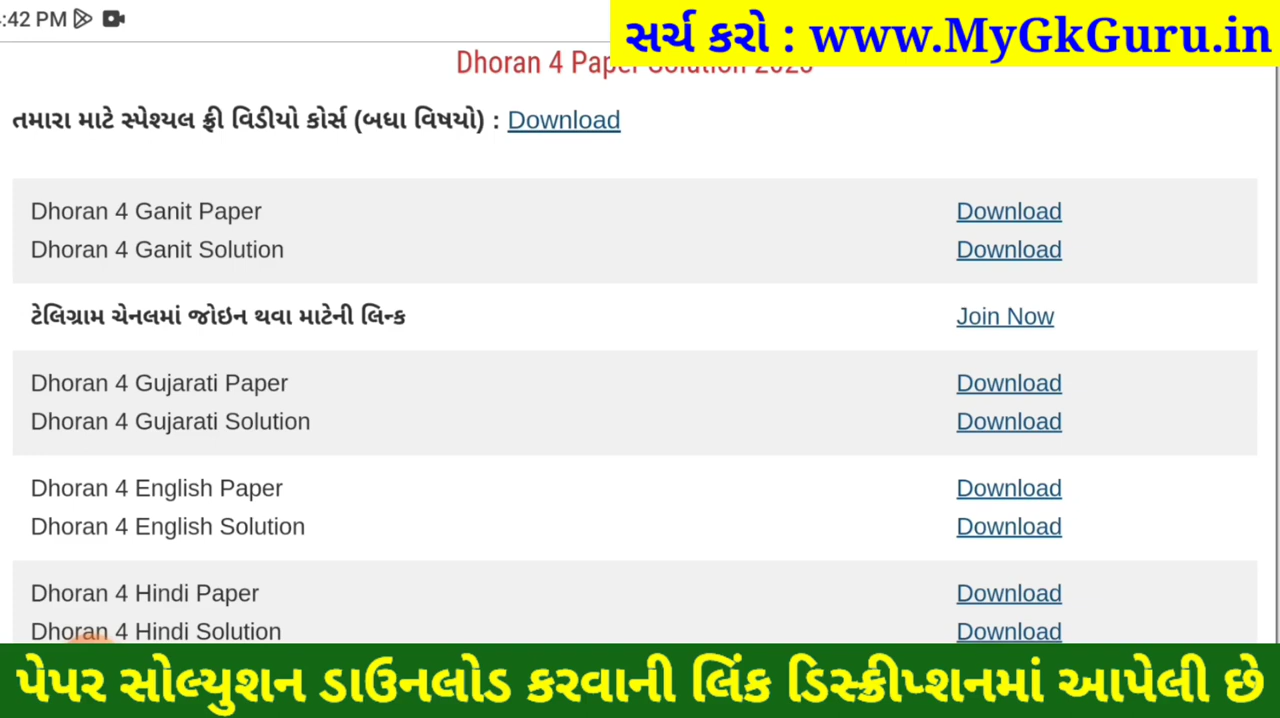 :42 PM
સર્ચ કરો : www.MyGkGuru.in
Dhoran 4 Paper Solution 2023
તમારા માટે સ્પેશ્યલ ફ્રી વિડીયો કોર્સ (બધા વિષયો) : Download
Dhoran 4 Ganit Paper Download
Dhoran 4 Ganit Solution Download
ટેલિગ્રામ ચેનલમાં જોઇન થવા માટેની લિન્ક Join Now
Dhoran 4 Gujarati Paper Download
Dhoran 4 Gujarati Solution Download
Dhoran 4 English Paper Download
Dhoran 4 English Solution Download
Dhoran 4 Hindi Paper Download
Dhoran 4 Hindi Solution Download
પેપર સોલ્યુશન ડાઉનલોડ કરવાની લિંક ડિસ્ક્રીપ્શનમાં આપેલી છે